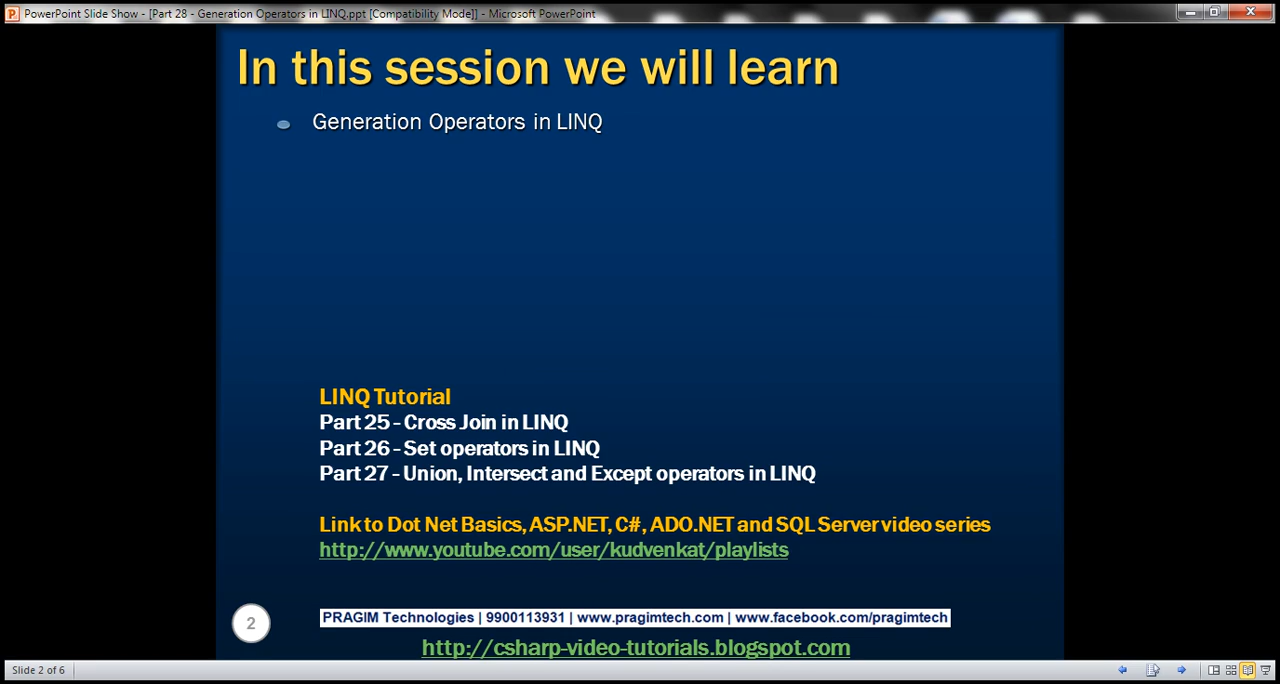 PowerPoint Slide Show - [Part 28 - Generation Operators in LINQ.ppt [Compatibility Mode]] - Microsoft PowerPoint
In this session we will learn
Generation Operators in LINQ
LINQ Tutorial
Part 25 - Cross Join in LINQ
Part 26 - Set operators in LINQ
Part 27 - Union, Intersect and Except operators in LINQ
Link to Dot Net Basics, ASP.NET, C#, ADO.NET and SQL Server video series
http://www.youtube.com/user/kudvenkat/playlists
2
PRAGIM Technologies | 9900113931 | www.pragimtech.com | www.facebook.com/pragimtech
http://csharp-video-tutorials.blogspot.com
Slide 2 of 6